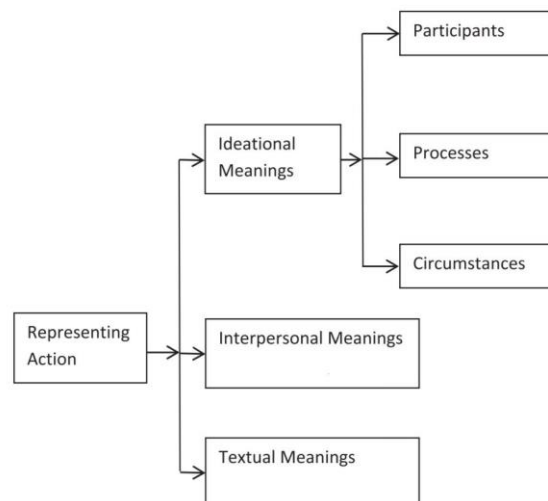 Participants
Ideational
Meanings
Processes
Circumstances
Representing
Action
Interpersonal Meanings
Textual Meanings